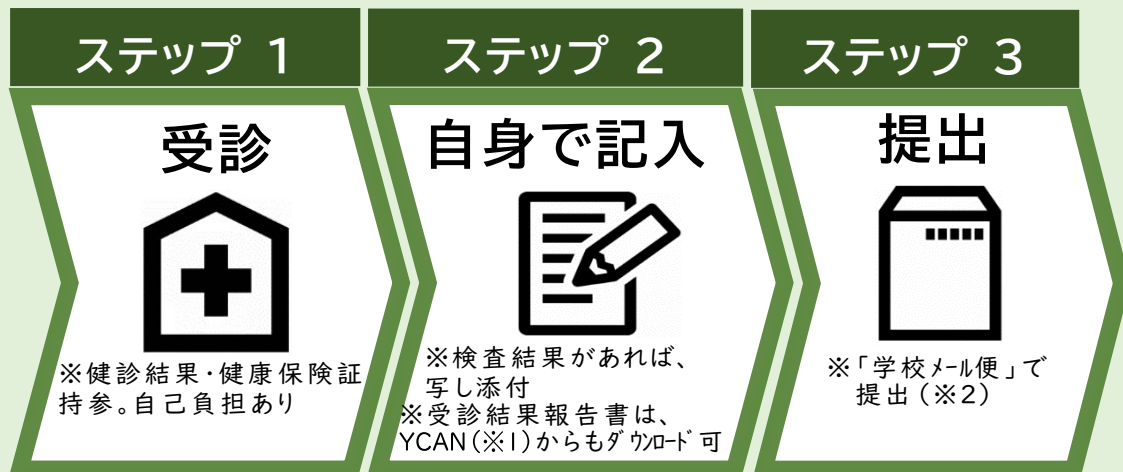 ステップ 1
受診
※健診結果・健康保険証
持参。自己負担あり
ステップ 2
自身で記入
※検査結果があれば、
写し添付
※受診結果報告書は、
YCAN(※1)からもダウンロード可
ステップ 3
提出
※「学校メール便」で
提出(※2)